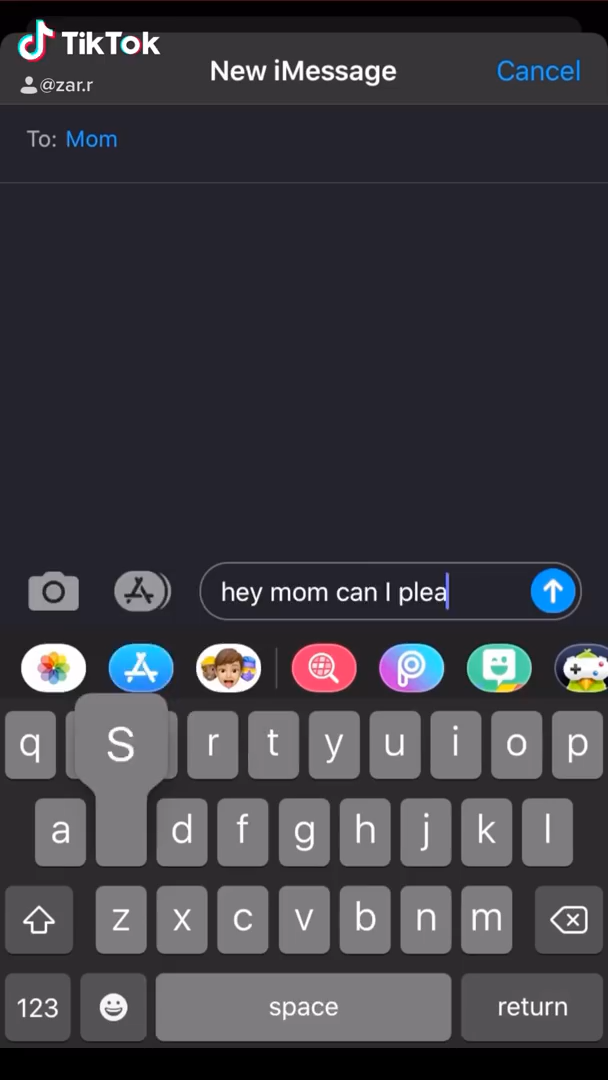 TikTok
@zar.r
New iMessage
Cancel
To: Mom
hey mom can I plea
q r t y u i o p
S
a d f g h j k l
z x c v b n m
123 space return